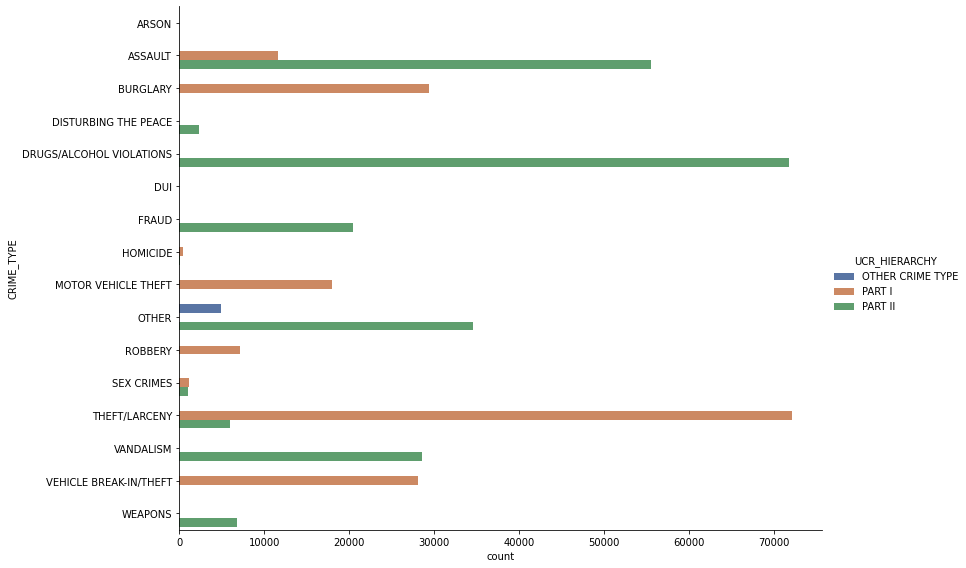 ARSON
ASSAULT
BURGLARY
DISTURBING THE PEACE
DRUGS/ALCOHOL VIOLATIONS
DUI
FRAUD
HOMICIDE
MOTOR VEHICLE THEFT
OTHER
ROBBERY
SEX CRIMES
THEFT/LARCENY
VANDALISM
VEHICLE BREAK-IN/THEFT
WEAPONS
CRIME_TYPE
0 10000 20000 30000 40000 50000 60000 70000
count
UCR_HIERARCHY
OTHER CRIME TYPE
PART I
PART II